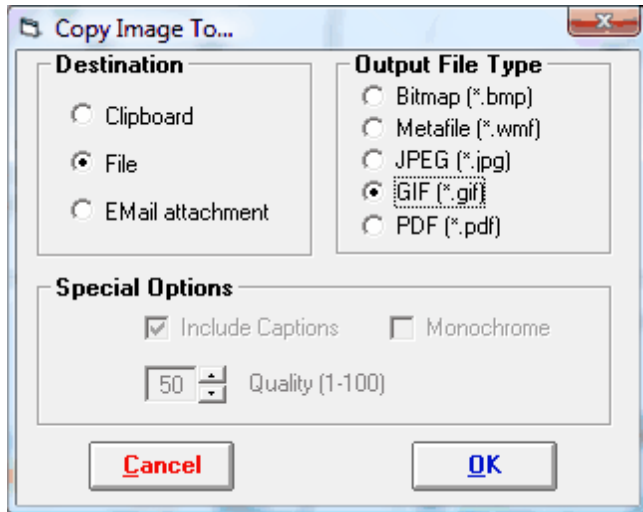 Copy Image To...
Destination
Clipboard
File
EMail attachment
Output File Type
Bitmap (*.bmp)
Metafile (*.wmf)
JPEG (*.jpg)
GIF (*.gif)
PDF (*.pdf)
Special Options
Include Captions Monochrome
50 Quality (1-100)
Cancel OK